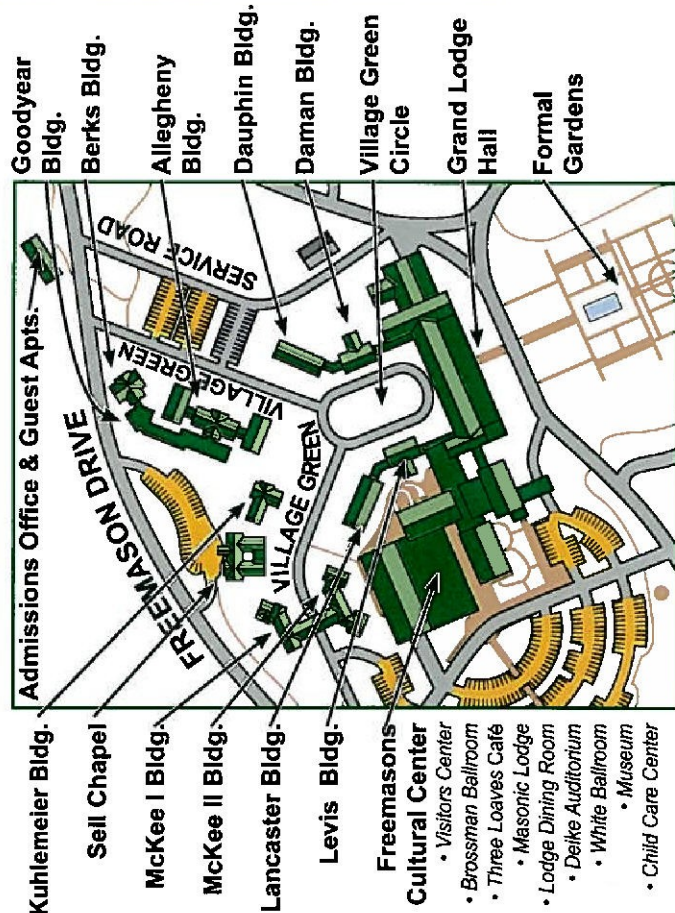 Kuhlemeier Bldg.
Sell Chapel
McKee I Bldg.
McKee II Bldg.
Lancaster Bldg.
Levis Bldg.
Freemasons
Cultural Center
• Visitors Center
• Brossman Ballroom
• Three Loaves Café
• Masonic Lodge
• Lodge Dining Room
• Deike Auditorium
• White Ballroom
• Museum
• Child Care Center
Admissions Office & Guest Apts.
FREEMASON DRIVE
VILLAGE GREEN
VILLAGE GREEN
SERVICE ROAD
Goodyear
Bldg.
Berks Bldg.
Allegheny
Bldg.
Dauphin Bldg.
Daman Bldg.
Village Green
Circle
Grand Lodge
Hall
Formal
Gardens